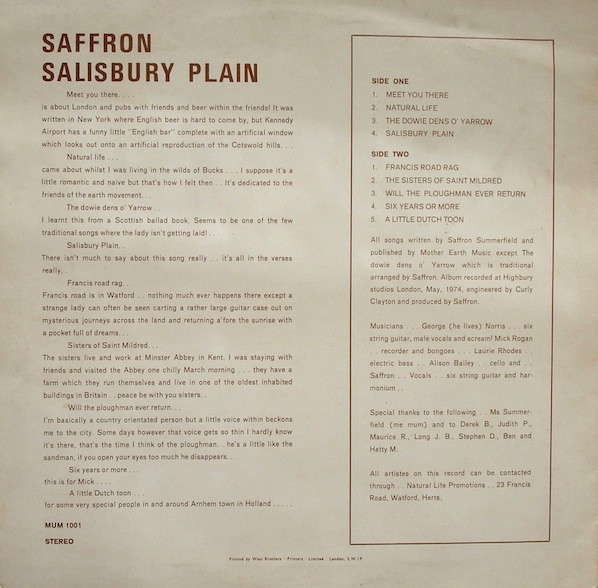 SAFFRON
SALISBURY PLAIN
Meet you there. . . .
is about London and pubs with friends and beer within the friends! It was
written in New York where English beer is hard to come by, but Kennedy
Airport has a funny little "English bar" complete with an artificial window
which looks out onto an artificial reproduction of the Cotswold hills. . .
Natural life . . .
came about whilst I was living in the wilds of Bucks . . . I suppose it's a
little romantic and naive but that's how I felt then . . It's dedicated to the
friends of the earth movement. . .
The dowie dens o' Yarrow . .
I learnt this from a Scottish ballad book. Seems to be one of the few
traditional songs where the lady isn't getting laid! . .
Salisbury Plain. .
There isn't much to say about this song really . . it's all in the verses
really. .
Francis road rag. .
Francis road is in Watford . . nothing much ever happens there except a
strange lady can often be seen carting a rather large guitar case out on
mysterious journeys across the land and returning a'fore the sunrise with
a pocket full of dreams. . .
Sisters of Saint Mildred. . .
The sisters live and work at Minster Abbey in Kent. I was staying with
friends and visited the Abbey one chilly March morning . . . they have a
farm which they run themselves and live in one of the oldest inhabited
buildings in Britain . . peace be with you sisters. .
Will the ploughman ever return. . .
I'm basically a country orientated person but a little voice within beckons
me to the city. Some days however that voice gets so thin I hardly know
it's there, that's the time I think of the ploughman. . . he's a little like the
sandman, if you open your eyes too much he disappears. . .
Six years or more . . .
this is for Mick . . . .
A little Dutch toon . . .
for some very special people in and around Arnhem town in Holland . . . . .
MUM 1001
STEREO
SIDE ONE
1. MEET YOU THERE
2. NATURAL LIFE
3. THE DOWIE DENS O' YARROW
4. SALISBURY PLAIN
SIDE TWO
1. FRANCIS ROAD RAG
2. THE SISTERS OF SAINT MILDRED
3. WILL THE PLOUGHMAN EVER RETURN
4. SIX YEARS OR MORE
5. A LITTLE DUTCH TOON
All songs written by Saffron Summerfield and
published by Mother Earth Music except The
dowie dens o' Yarrow which is traditional
arranged by Saffron. Album recorded at Highbury
studios London, May, 1974, engineered by Curly
Clayton and produced by Saffron.
Musicians . . George (he lives) Norris . . . six
string guitar, male vocals and scream! Mick Rogan
. . recorder and bongoes . . Laurie Rhodes . .
electric bass . . Alison Bailey . . cello and . .
Saffron . . Vocals . . six string guitar and har-
monium . .
Special thanks to the following . . Ma Summer-
field (me mum) and to Derek B., Judith P.,
Maurice R., Long J. B., Stephen D., Ben and
Hetty M.
All artistes on this record can be contacted
through . . Natural Life Promotions . . 23 Francis
Road, Watford, Herts.
Printed by West Brothers · Printers · Limited · London, S.W.19